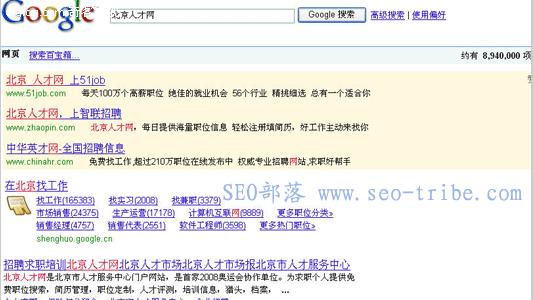 Google
北京人才网 Google 搜索 高级搜索 | 使用偏好
网页 搜索百宝箱... 约有 8,940,000 项
北京 人才网 上51job
www.51job.com 每天100万个高薪职位 绝佳的就业机会 56个行业 精挑细选 总有一个适合你
北京人才网，上智联招聘
www.zhaopin.com 北京人才网，每日提供海量职位信息 轻松注册填简历，好工作主动来找你
中华英才网-全国招聘信息
www.chinahr.com 免费找工作,超过210万职位在线发布中 权威专业招聘网站,求职好帮手
在北京找工作
找工作(165383) 找实习(2008) 找兼职(3379)
市场销售(24375) 生产运营(17178) 计算机互联网(9889) 更多职位分类»
销售经理(4757) 销售代表(2551) 软件工程师(3598) 更多热门职位»
shenghuo.google.cn
SEO部落 www.seo-tribe.com
招聘求职培训北京人才网北京人才市场北京人才市场报北京市人才服务中心
北京人才网是北京市人才服务中心门户网站，是首家2008奥运会协作单位。为求职个人提供免
费职位搜索，简历管理，职位定制，人才评测，培训信息，猎头，档案， ...